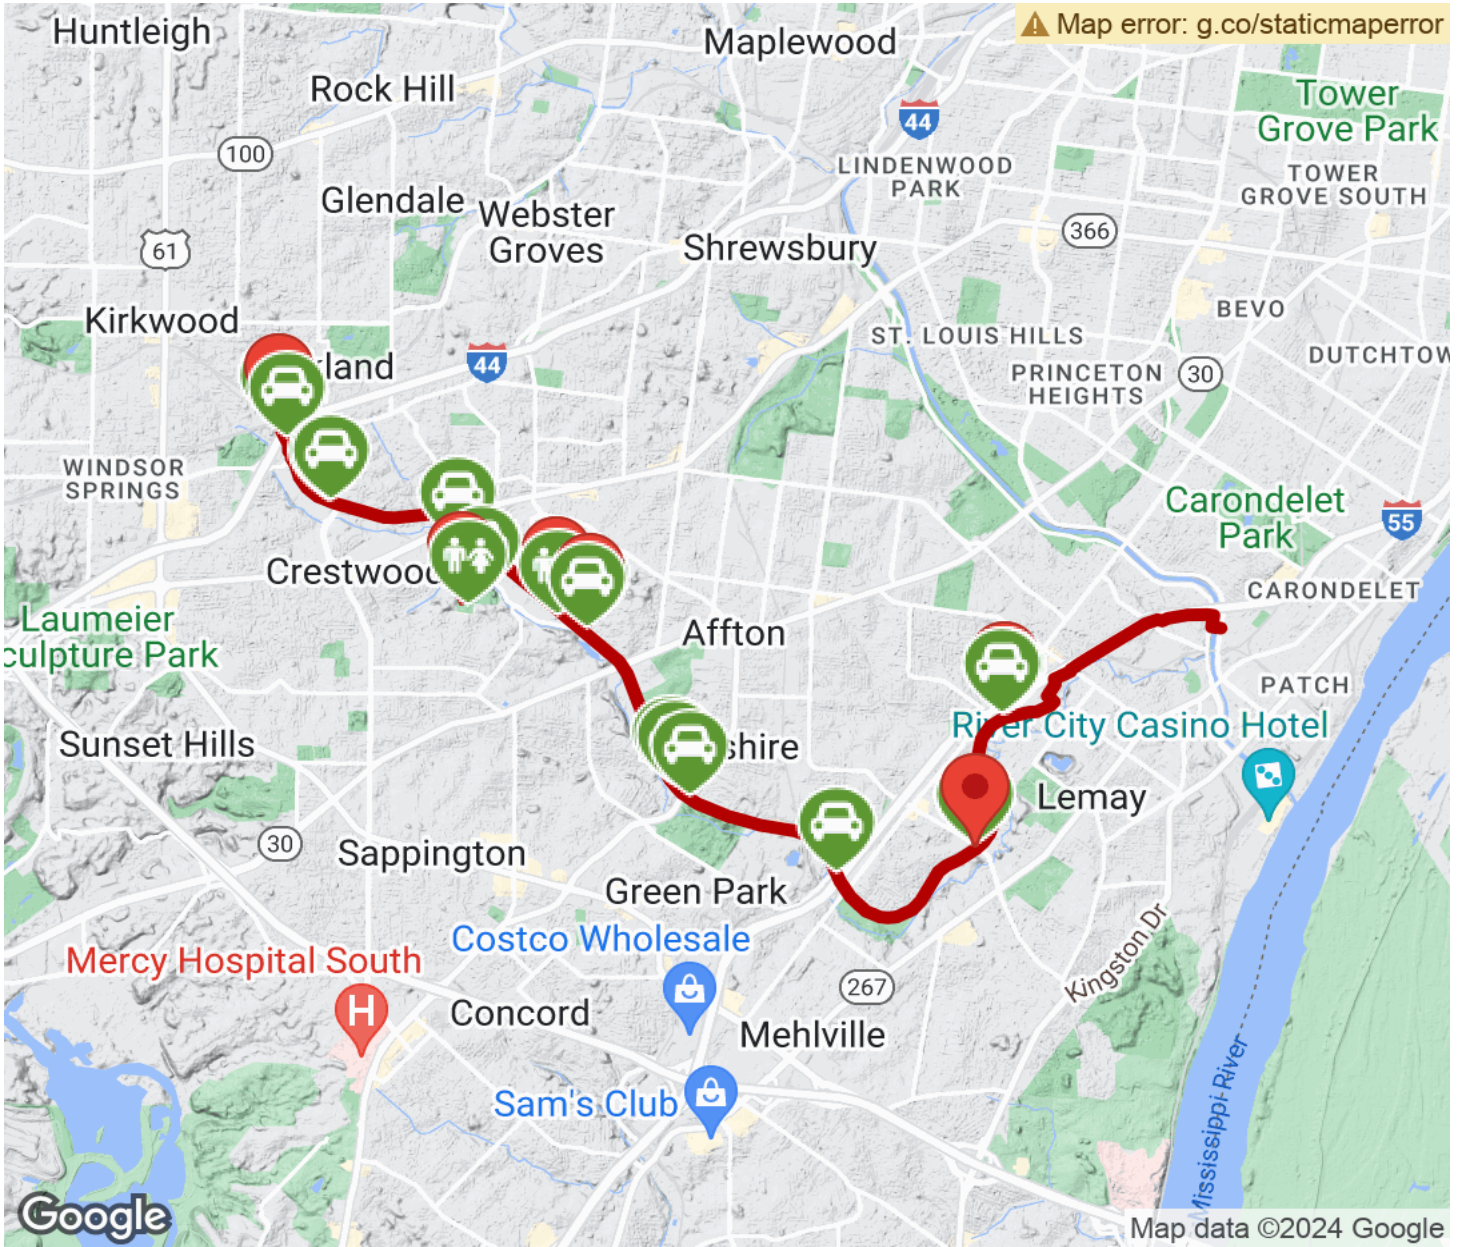 Huntleigh
Maplewood
Map error: g.co/staticmaperror
Rock Hill
Tower
Grove Park
44
100
LINDENWOOD
PARK
TOWER
GROVE SOUTH
Glendale
Webster
Groves
366
61
Shrewsbury
Kirkwood
BEVO
ST. LOUIS HILLS
DUTCHTOW
land
44
PRINCETON
HEIGHTS
30
WINDSOR
SPRINGS
Carondelet
Park
55
Crestwood
CARONDELET
Laumeier
culpture Park
Affton
PATCH
River City Casino Hotel
Sunset Hills
shire
Lemay
30
Sappington
Green Park
Costco Wholesale
Kingston Dr
Mercy Hospital South
H
267
Concord
Mehlville
Sam's Club
Mississippi River
Google
Map data ©2024 Google